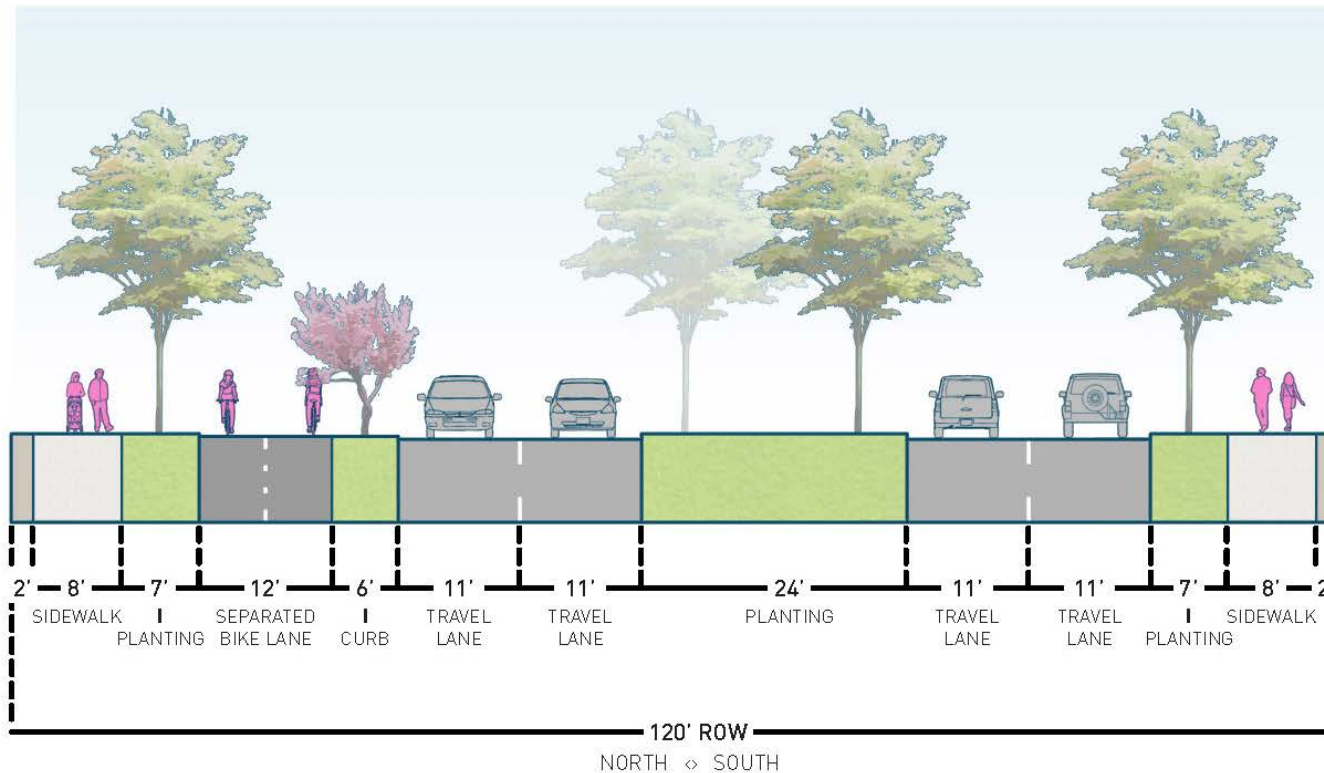 2' 8' 7' 12' 6' 11' 11' 24' 11' 11' 7' 8' 2
SIDEWALK I SEPARATED I TRAVEL TRAVEL PLANTING TRAVEL TRAVEL I SIDEWALK
PLANTING BIKE LANE CURB LANE LANE LANE LANE PLANTING
120' ROW
NORTH <> SOUTH